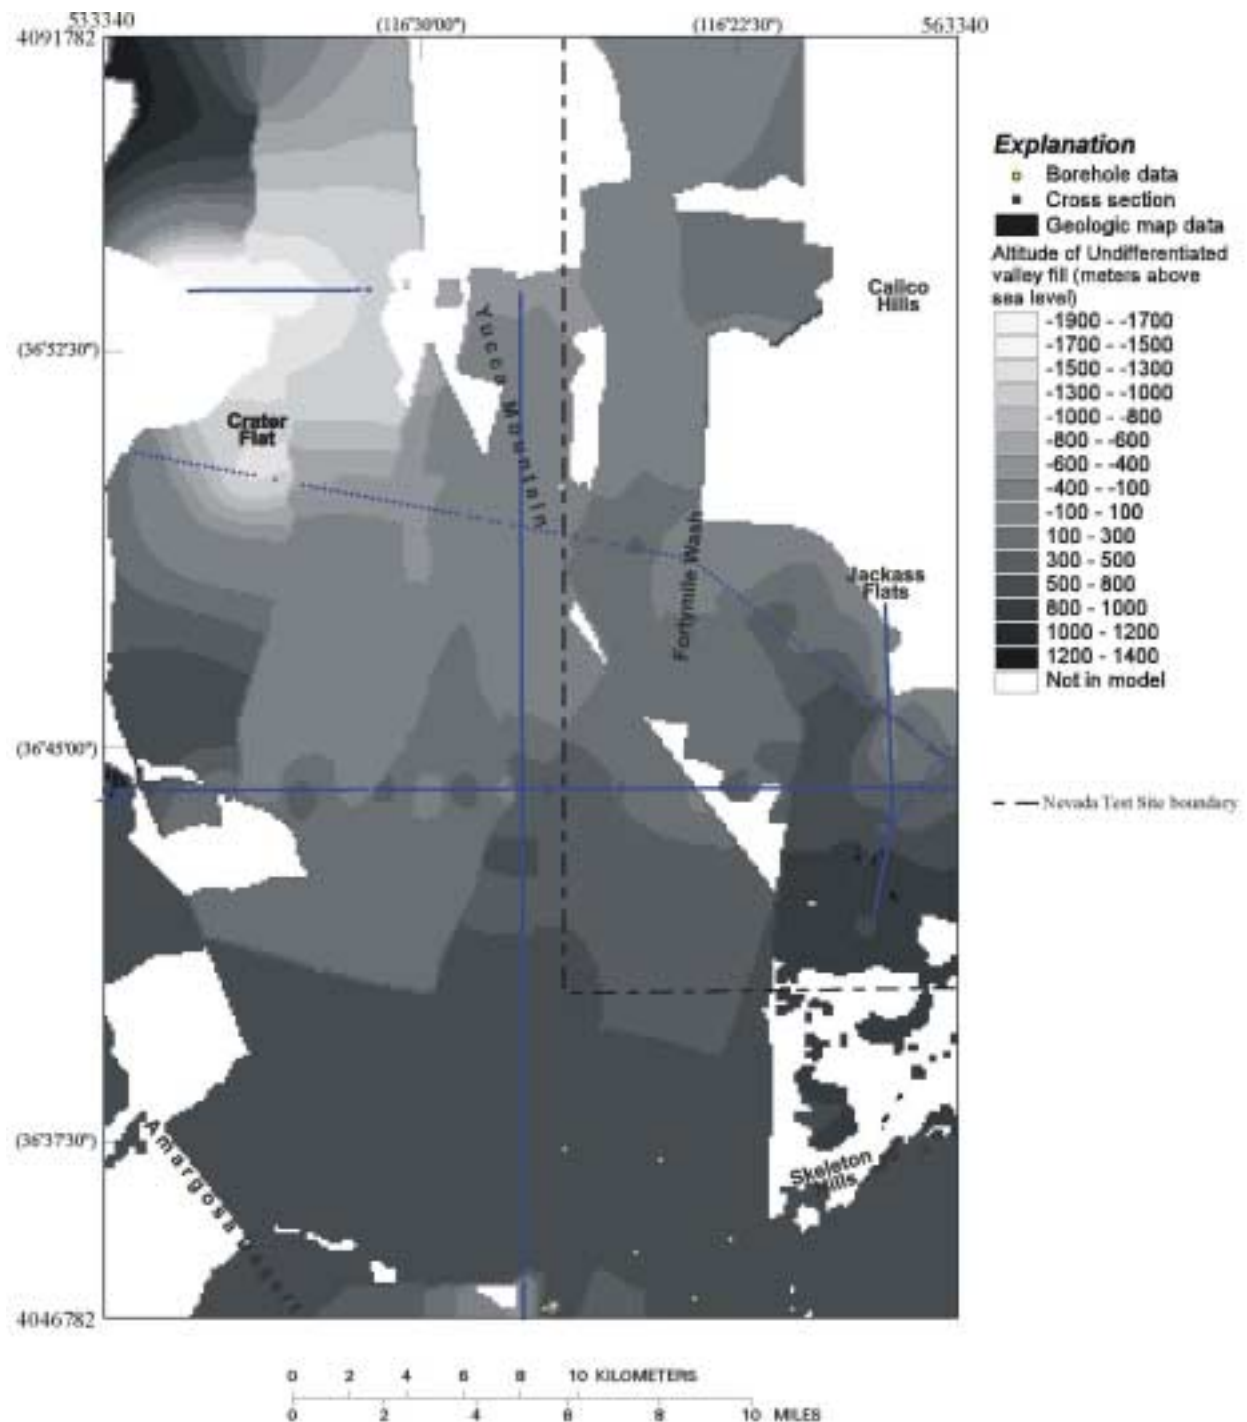 533340
(116°30'00")
(116°22'30")
563340
4091782
Explanation
Borehole data
Cross section
Geologic map data
Altitude of Undifferentiated
valley fill (meters above
sea level)
-1900 - -1700
-1700 - -1500
-1500 - -1300
-1300 - -1000
-1000 - -800
-800 - -600
-600 - -400
-400 - -100
-100 - 100
100 - 300
300 - 500
500 - 800
800 - 1000
1000 - 1200
1200 - 1400
Not in model
Nevada Test Site boundary
Calico
Hills
Yucca Mountain
(36°52'30")
Crater
Flat
Fortymile Wash
Jackass
Flats
(36°45'00")
(36°37'30")
Amargosa Desert
Skeleton
Hills
4046782
0 2 4 6 8 10 KILOMETERS
0 2 4 6 8 10 MILES